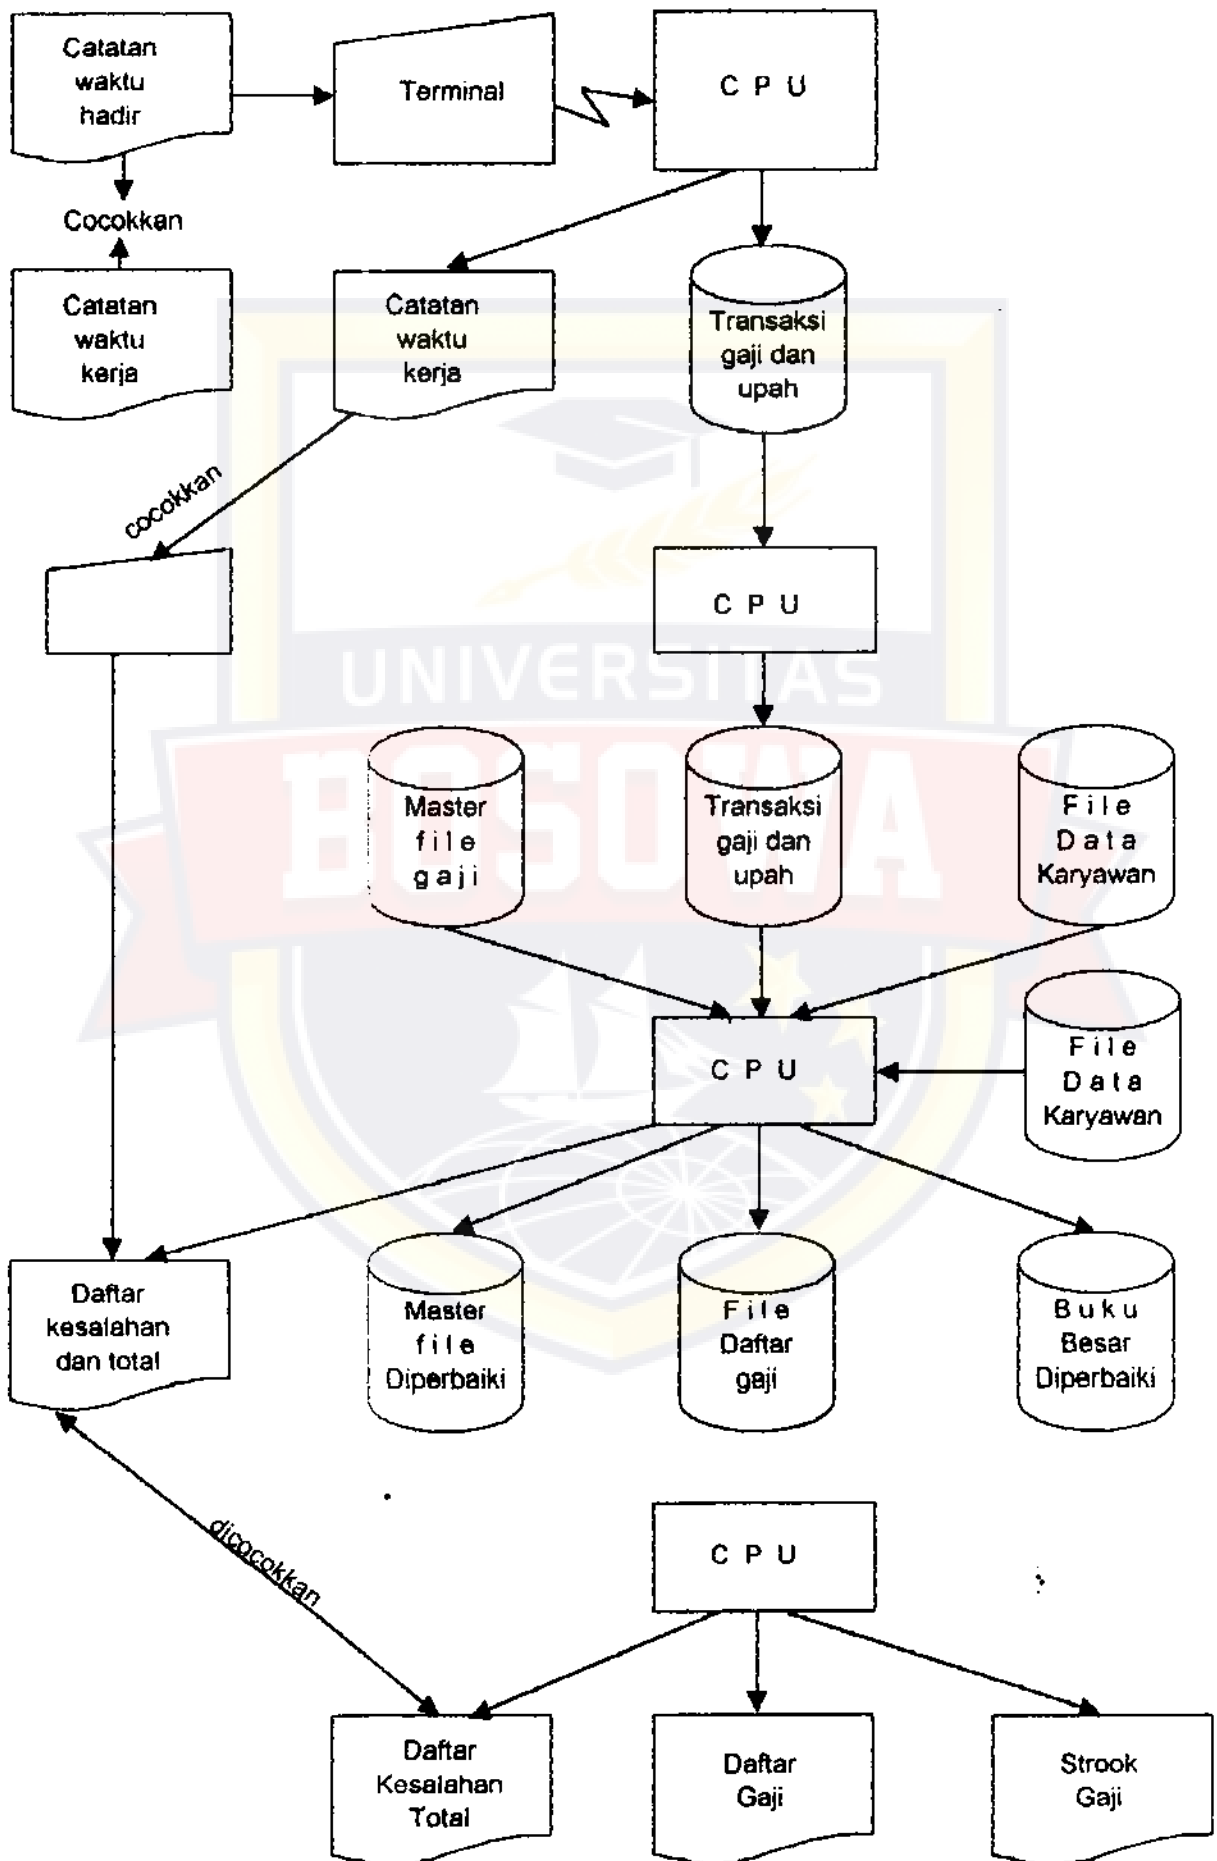 Catatan
waktu
hadir
Terminal
C P U
Cocokkan
Catatan
waktu
kerja
Catatan
waktu
kerja
Transaksi
gaji dan
upah
cocokkan
C P U
UNIVERSITAS
BOSOWA
Master
file
gaji
Transaksi
gaji dan
upah
File
Data
Karyawan
C P U
File
Data
Karyawan
Daftar
kesalahan
dan total
Master
file
Diperbaiki
File
Daftar
gaji
Buku
Besar
Diperbaiki
dicocokkan
C P U
Daftar
Kesalahan
Total
Daftar
Gaji
Strook
Gaji